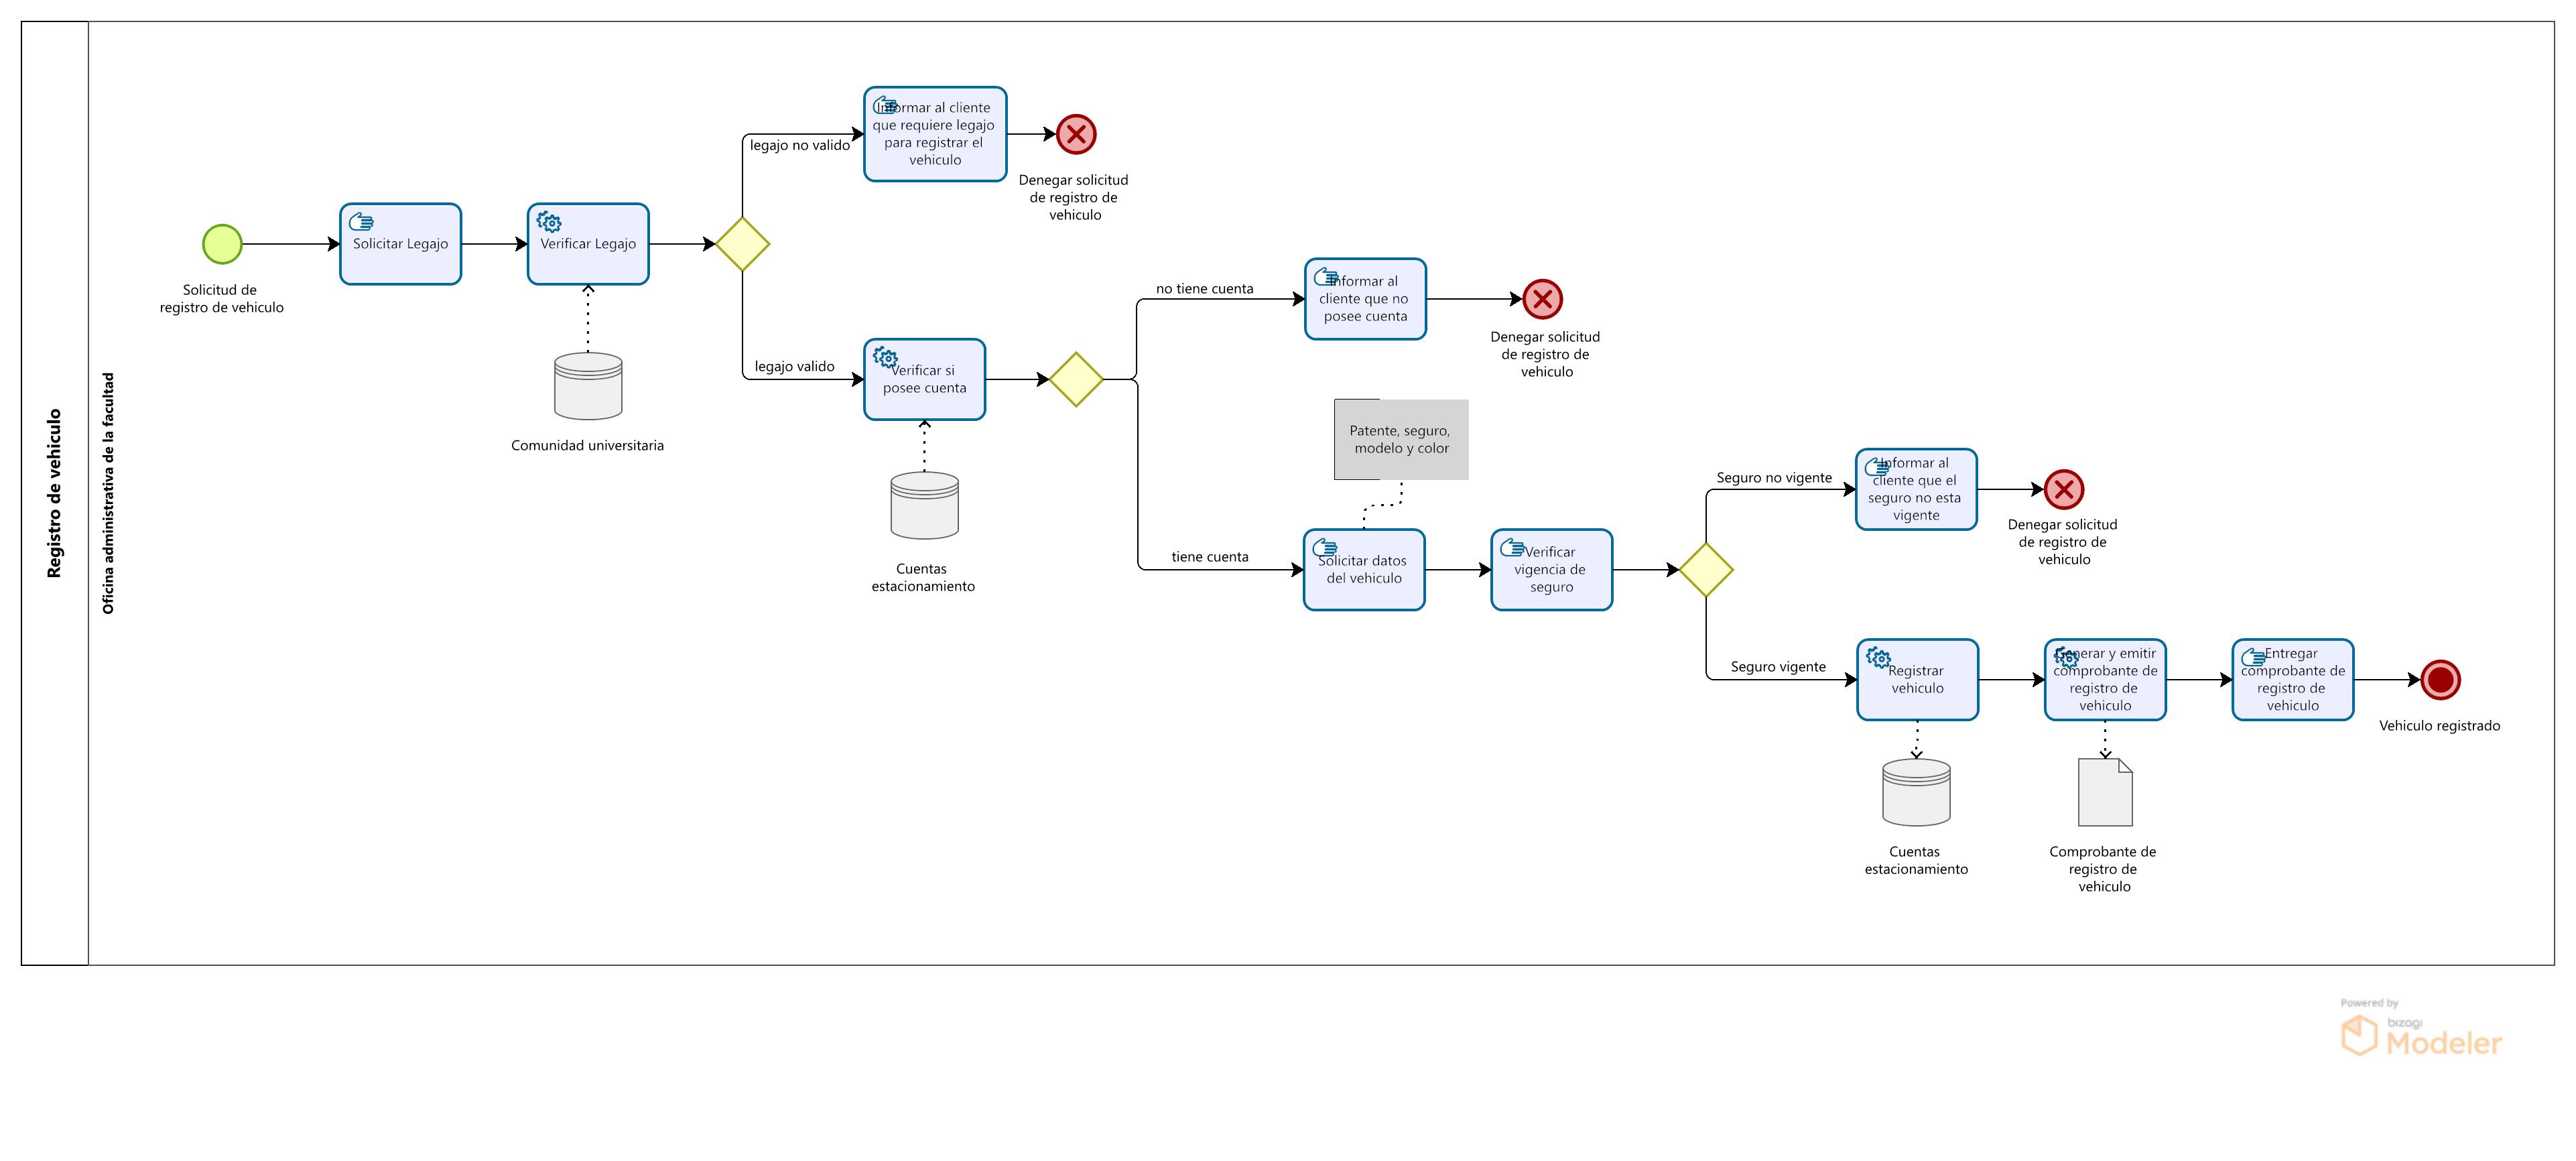 Registro de vehiculo
Oficina administrativa de la facultad
Solicitud de
registro de vehiculo
Solicitar Legajo
Verificar Legajo
Comunidad universitaria
legajo no valido
Informar al cliente
que requiere legajo
para registrar el
vehiculo
Denegar solicitud
de registro de
vehiculo
legajo valido
Verificar si
posee cuenta
Cuentas
estacionamiento
no tiene cuenta
Informar al
cliente que no
posee cuenta
Denegar solicitud
de registro de
vehiculo
Patente, seguro,
modelo y color
tiene cuenta
Solicitar datos
del vehiculo
Verificar
vigencia de
seguro
Seguro no vigente
Informar al
cliente que el
seguro no esta
vigente
Denegar solicitud
de registro de
vehiculo
Seguro vigente
Registrar
vehiculo
Cuentas
estacionamiento
Generar y emitir
comprobante de
registro de
vehiculo
Comprobante de
registro de
vehiculo
Entregar
comprobante de
registro de
vehiculo
Vehiculo registrado
Powered by
bizagi
Modeler